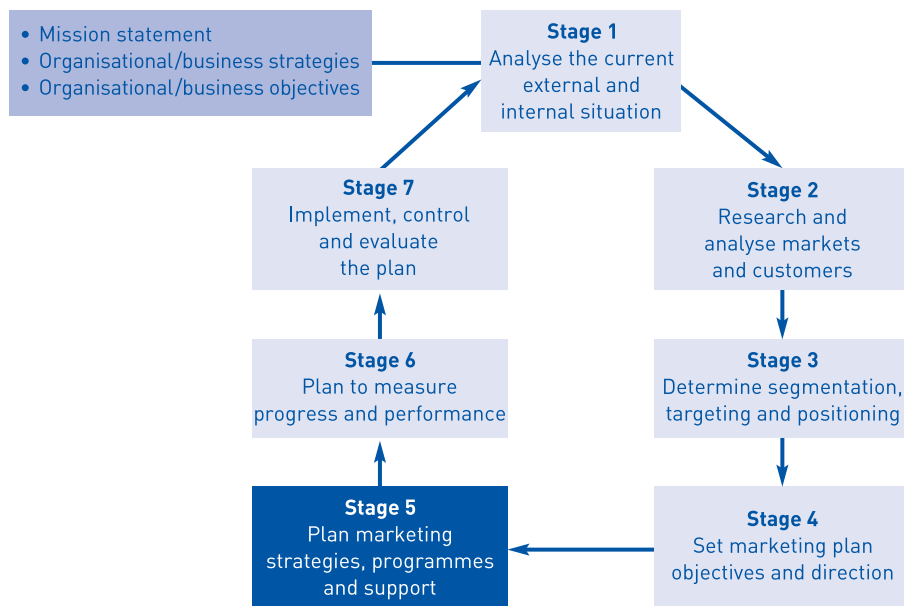 • Mission statement
• Organisational/business strategies
• Organisational/business objectives
Stage 1
Analyse the current
external and
internal situation
Stage 2
Research and
analyse markets
and customers
Stage 3
Determine segmentation,
targeting and positioning
Stage 4
Set marketing plan
objectives and direction
Stage 5
Plan marketing
strategies, programmes
and support
Stage 6
Plan to measure
progress and performance
Stage 7
Implement, control
and evaluate
the plan